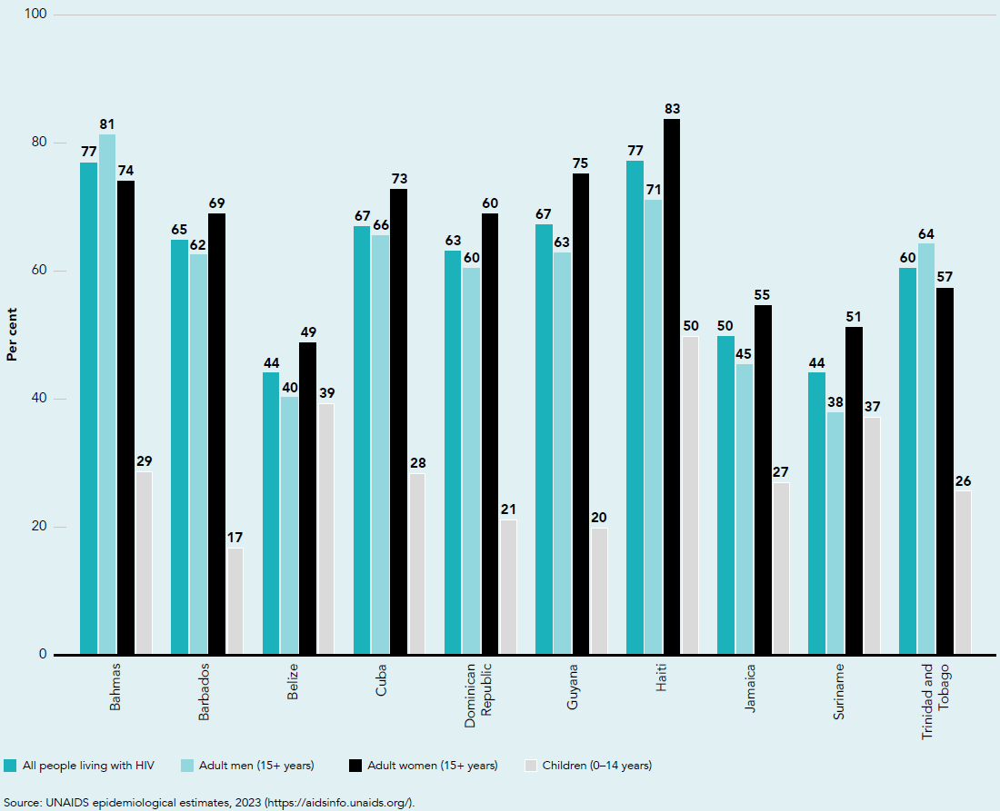 100
80
60
40
20
0
Per cent
77 81 74 29
65 62 69 17
44 40 49 39
67 66 73 28
63 60 60 21
67 63 75 20
77 71 83 50
50 45 55 27
44 38 51 37
60 64 57 26
Bahmas
Barbados
Belize
Cuba
Dominican
Republic
Guyana
Haiti
Jamaica
Suriname
Trinidad and
Tobago
All people living with HIV Adult men (15+ years) Adult women (15+ years) Children (0–14 years)
Source: UNAIDS epidemiological estimates, 2023 (https://aidsinfo.unaids.org/).